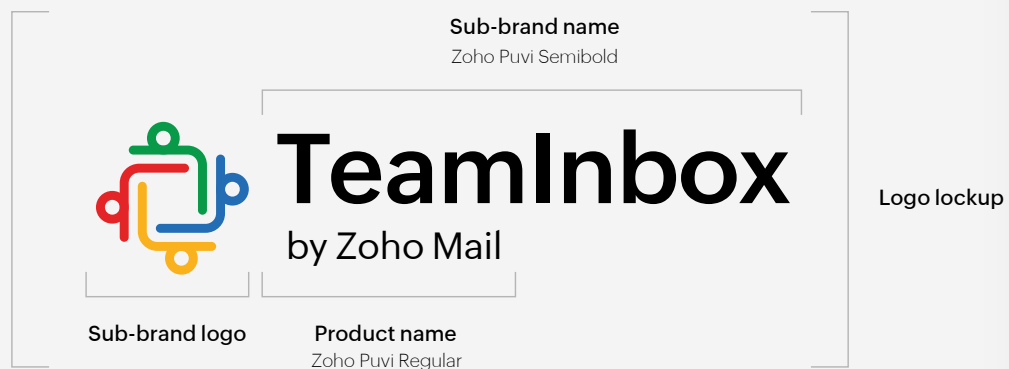 Sub-brand name
Zoho Puvi Semibold
TeamInbox
by Zoho Mail
Logo lockup
Sub-brand logo
Product name
Zoho Puvi Regular